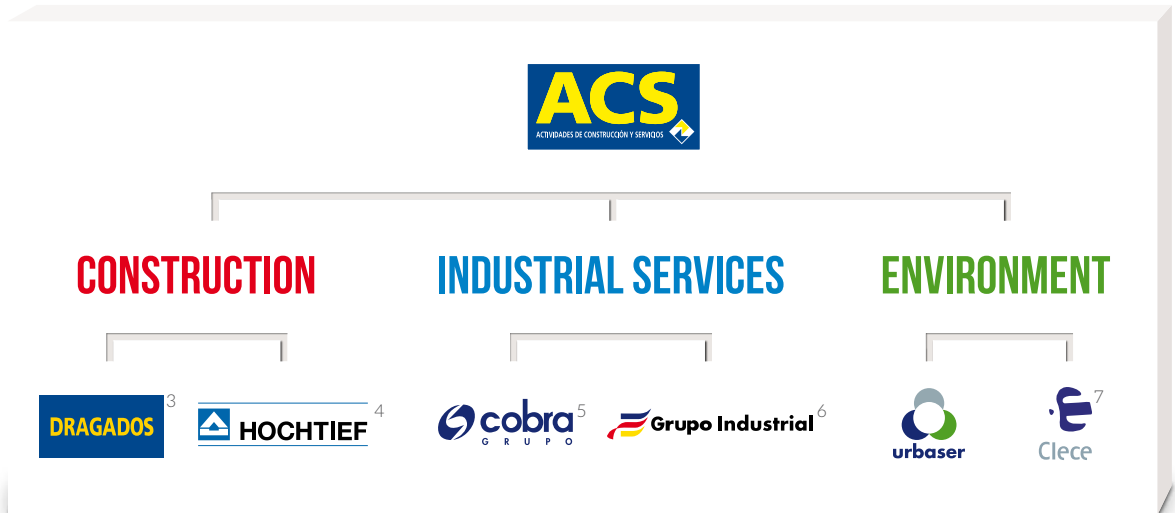 ACS
ACTIVIDADES DE CONSTRUCCIÓN Y SERVICIOS
CONSTRUCTION
INDUSTRIAL SERVICES
ENVIRONMENT
DRAGADOS 3
HOCHTIEF 4
cobra 5
GRUPO
Grupo Industrial 6
urbaser
Clece 7